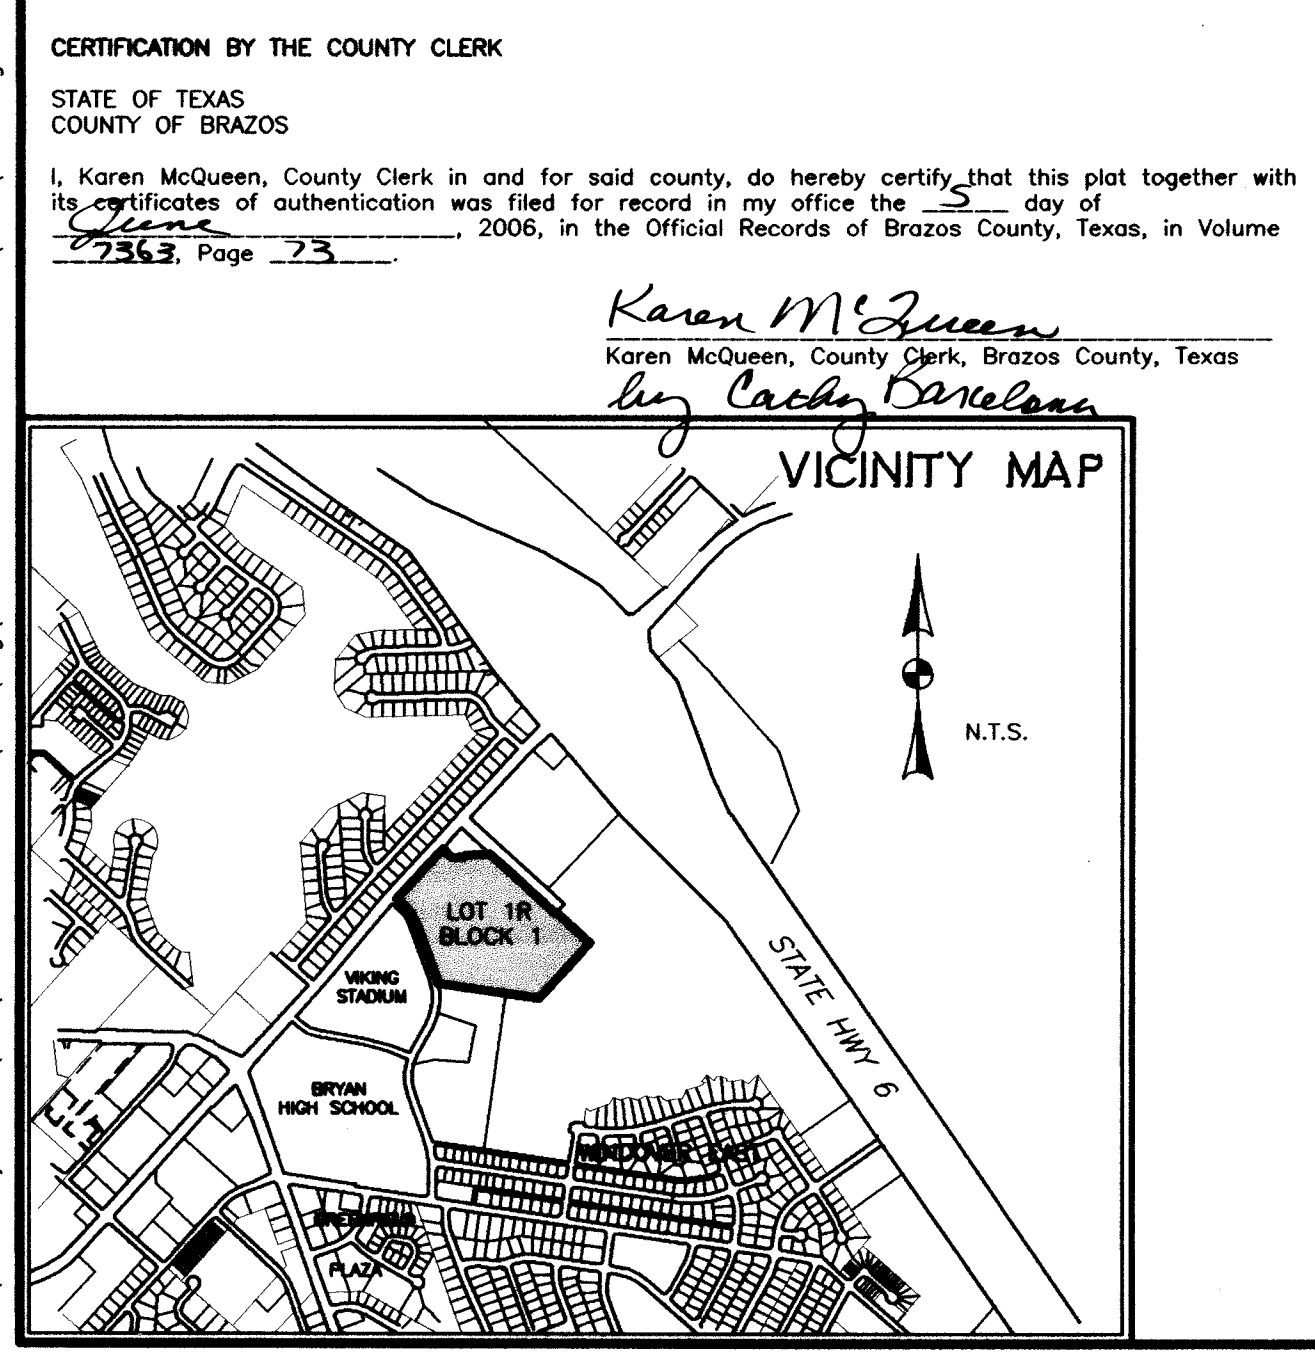 CERTIFICATION BY THE COUNTY CLERK
STATE OF TEXAS
COUNTY OF BRAZOS
I, Karen McQueen, County Clerk in and for said county, do hereby certify that this plat together with
its certificates of authentication was filed for record in my office the 5 day of
June, 2006, in the Official Records of Brazos County, Texas, in Volume
7363, Page 73.
Karen McQueen
Karen McQueen, County Clerk, Brazos County, Texas
by Cathy Barcelona
VICINITY MAP
N.T.S.
LOT 1R
BLOCK 1
STATE HWY 6
VIKING
STADIUM
BRYAN
HIGH SCHOOL
WINDOVER EAST
PLAZA